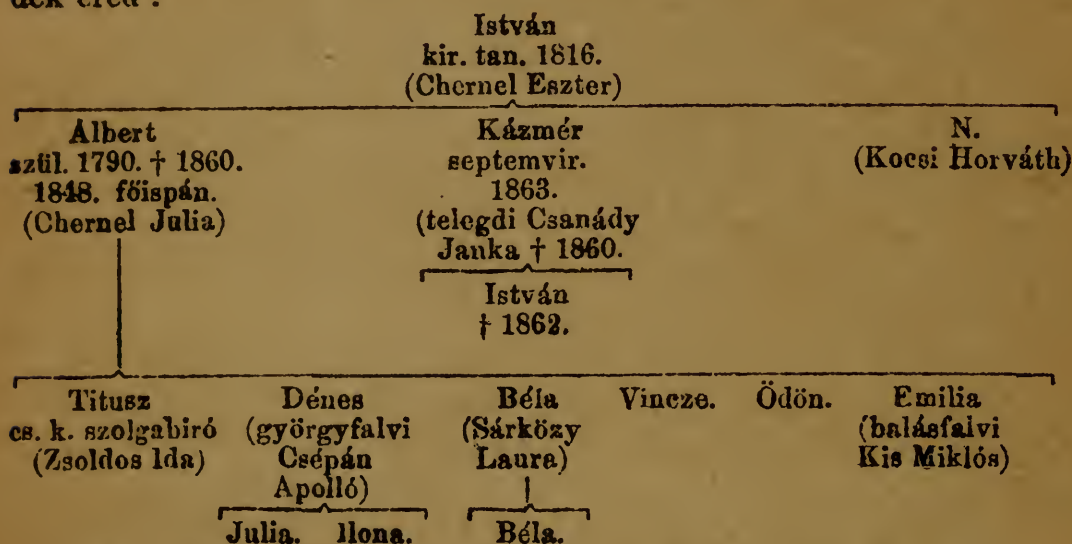 dék ered :
István
kir. tan. 1816.
(Chernel Eszter)
Albert
szül. 1790. † 1860.
1848. főispán.
(Chernel Julia)
Kázmér
septemvir.
1863.
(telegdi Csanády
Janka † 1860.
N.
(Kocsi Horváth)
István
† 1862.
Titusz
cs. k. szolgabiró
(Zsoldos Ida)
Dénes
(györgyfalvi
Csépán
Apolló)
Béla
(Sárközy
Laura)
Vincze.
Ödön.
Emilia
(balásfalvi
Kis Miklós)
Julia. Ilona.
Béla.